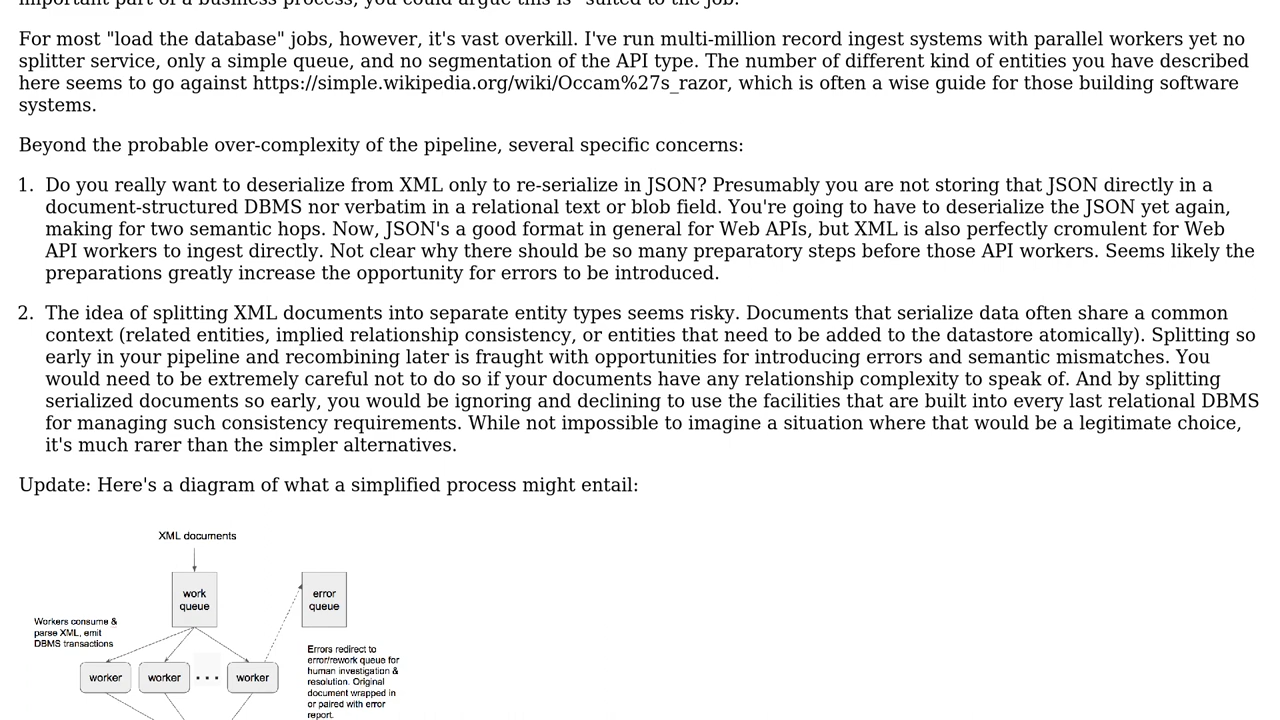 important part of a business process, you could argue this is "suited to the job."
For most "load the database" jobs, however, it's vast overkill. I've run multi-million record ingest systems with parallel workers yet no
splitter service, only a simple queue, and no segmentation of the API type. The number of different kind of entities you have described
here seems to go against https://simple.wikipedia.org/wiki/Occam%27s_razor, which is often a wise guide for those building software
systems.
Beyond the probable over-complexity of the pipeline, several specific concerns:
1. Do you really want to deserialize from XML only to re-serialize in JSON? Presumably you are not storing that JSON directly in a
document-structured DBMS nor verbatim in a relational text or blob field. You're going to have to deserialize the JSON yet again,
making for two semantic hops. Now, JSON's a good format in general for Web APIs, but XML is also perfectly cromulent for Web
API workers to ingest directly. Not clear why there should be so many preparatory steps before those API workers. Seems likely the
preparations greatly increase the opportunity for errors to be introduced.
2. The idea of splitting XML documents into separate entity types seems risky. Documents that serialize data often share a common
context (related entities, implied relationship consistency, or entities that need to be added to the datastore atomically). Splitting so
early in your pipeline and recombining later is fraught with opportunities for introducing errors and semantic mismatches. You
would need to be extremely careful not to do so if your documents have any relationship complexity to speak of. And by splitting
serialized documents so early, you would be ignoring and declining to use the facilities that are built into every last relational DBMS
for managing such consistency requirements. While not impossible to imagine a situation where that would be a legitimate choice,
it's much rarer than the simpler alternatives.
Update: Here's a diagram of what a simplified process might entail:
XML documents
work
queue
error
queue
Workers consume &
parse XML, emit
DBMS transactions
Errors redirect to
error/rework queue for
human investigation &
resolution. Original
document wrapped in
or paired with error
report.
worker
worker
• • •
worker